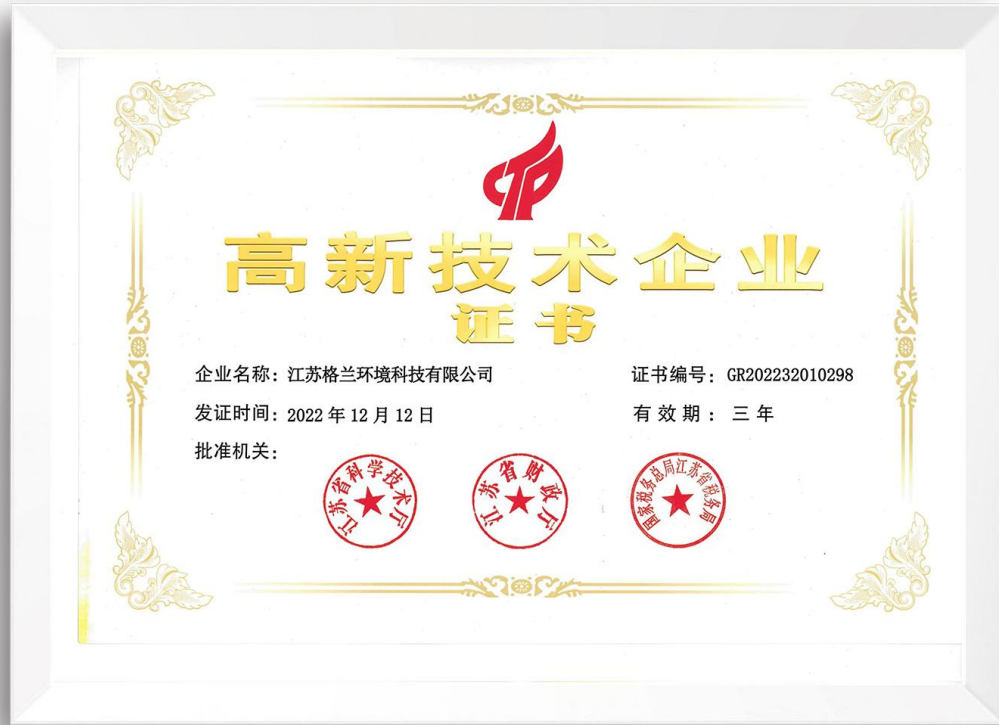 高新技术企业
证书
企业名称：江苏格兰环境科技有限公司
证书编号：GR202232010298
发证时间：2022年12月12日
有效期：三年
批准机关：
江苏省科学技术厅
江苏省财政厅
国家税务总局江苏省税务局